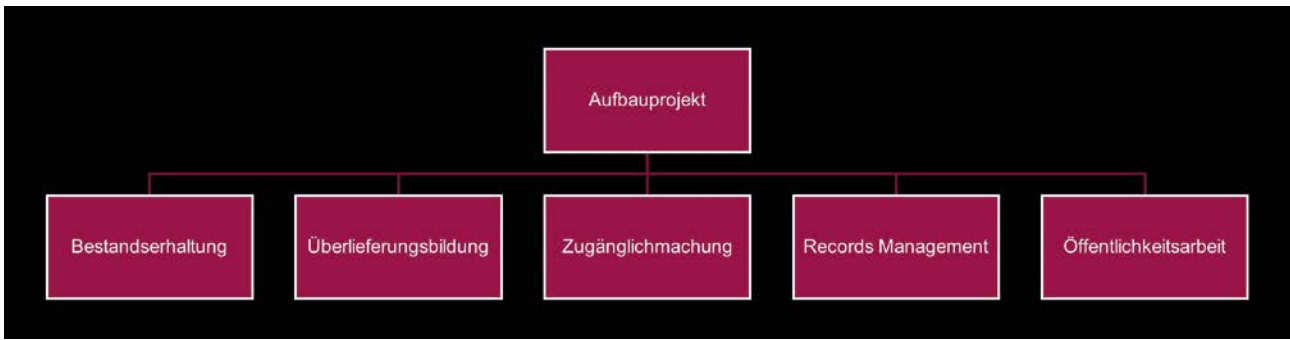 Aufbauprojekt
Bestandserhaltung
Überlieferungsbildung
Zugänglichmachung
Records Management
Öffentlichkeitsarbeit